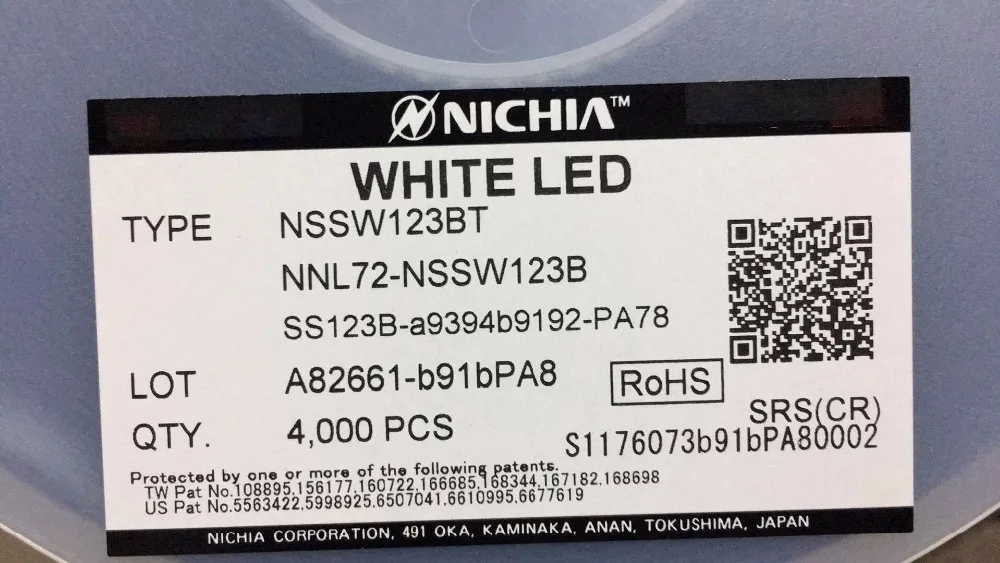 NICHIA™
WHITE LED
TYPE NSSW123BT
NNL72-NSSW123B
SS123B-a9394b9192-PA78
LOT A82661-b91bPA8
RoHS
QTY. 4,000 PCS
SRS(CR)
S1176073b91bPA80002
Protected by one or more of the following patents.
TW Pat No.108895,156177,160722,166685,168344,167182,168698
US Pat No.5563422,5998925,6507041,6610995,6677619
NICHIA CORPORATION, 491 OKA, KAMINAKA, ANAN, TOKUSHIMA, JAPAN